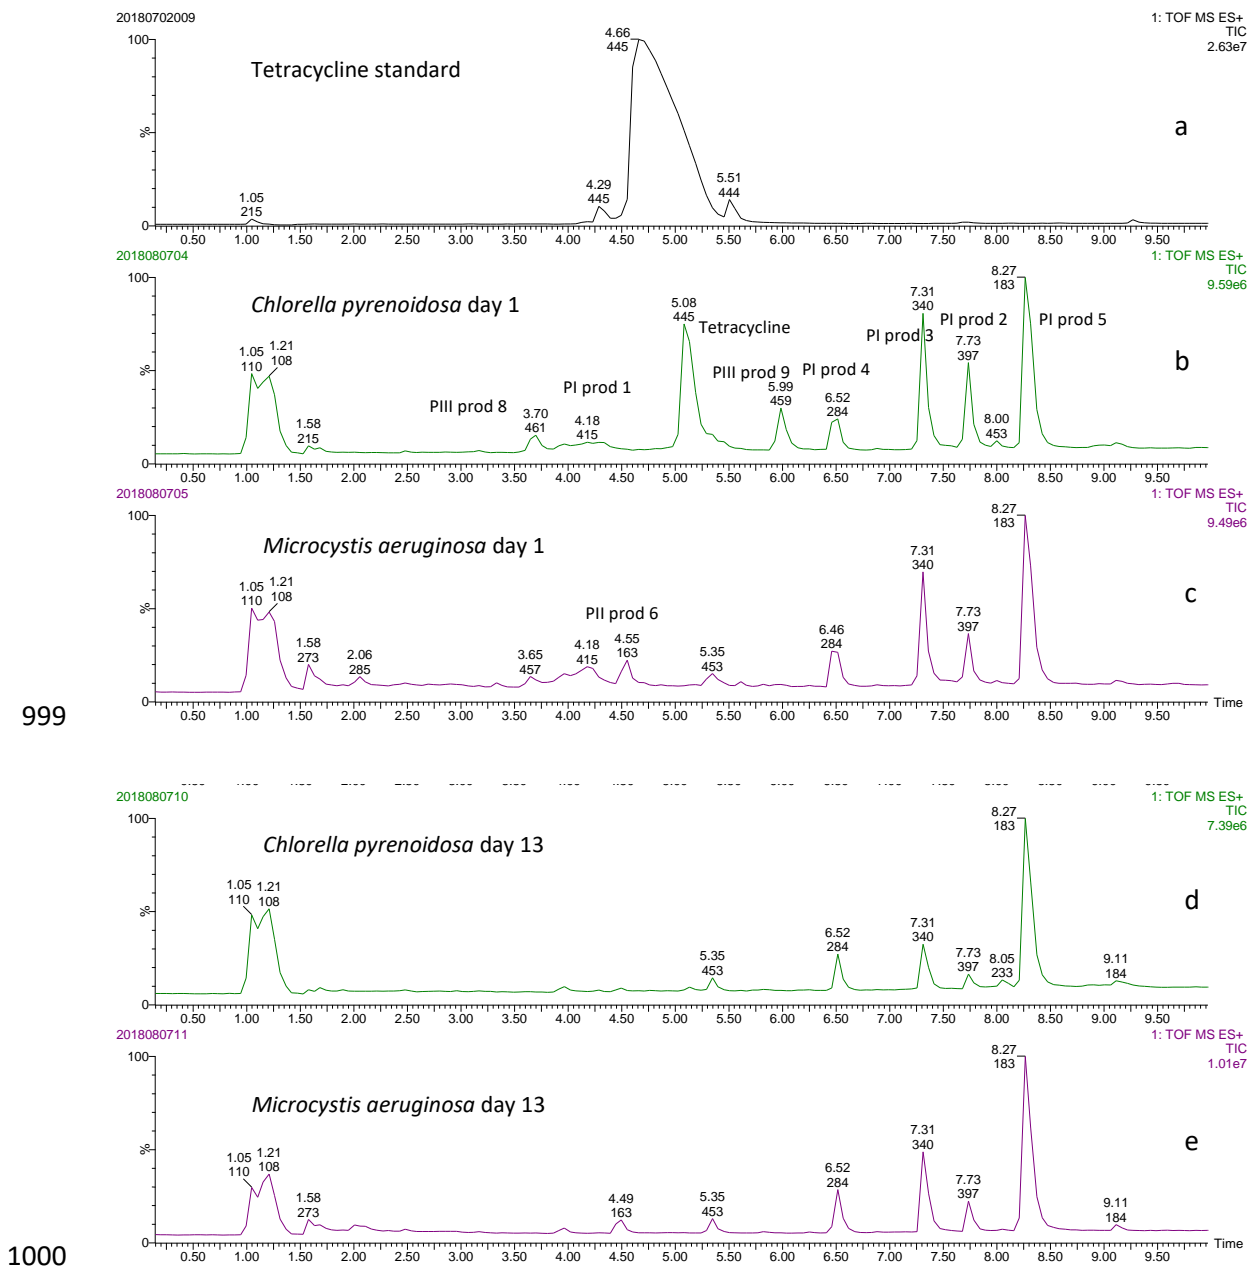 20180702009
1: TOF MS ES+
TIC
2.63e7
100
%
0
Tetracycline standard
a
1.05
215
4.29
445
4.66
445
5.51
444
0.50 1.00 1.50 2.00 2.50 3.00 3.50 4.00 4.50 5.00 5.50 6.00 6.50 7.00 7.50 8.00 8.50 9.00 9.50
2018080704
1: TOF MS ES+
TIC
9.59e6
100
%
0
Chlorella pyrenoidosa day 1
b
1.05
110
1.21
108
1.58
215
PIII prod 8
3.70
461
PI prod 1
4.18
415
5.08
445
Tetracycline
PIII prod 9
5.99
459
PI prod 4
6.52
284
7.31
340
PI prod 3
PI prod 2
7.73
397
8.00
453
8.27
183
PI prod 5
0.50 1.00 1.50 2.00 2.50 3.00 3.50 4.00 4.50 5.00 5.50 6.00 6.50 7.00 7.50 8.00 8.50 9.00 9.50
2018080705
1: TOF MS ES+
TIC
9.49e6
100
%
0
Microcystis aeruginosa day 1
c
1.05
110
1.21
108
1.58
273
2.06
285
3.65
457
4.18
415
PII prod 6
4.55
163
5.35
453
6.46
284
7.31
340
7.73
397
8.27
183
0.50 1.00 1.50 2.00 2.50 3.00 3.50 4.00 4.50 5.00 5.50 6.00 6.50 7.00 7.50 8.00 8.50 9.00 9.50
Time
999
2018080710
1: TOF MS ES+
TIC
7.39e6
100
%
0
Chlorella pyrenoidosa day 13
d
1.05
110
1.21
108
5.35
453
6.52
284
7.31
340
7.73
397
8.05
233
8.27
183
9.11
184
0.50 1.00 1.50 2.00 2.50 3.00 3.50 4.00 4.50 5.00 5.50 6.00 6.50 7.00 7.50 8.00 8.50 9.00 9.50
2018080711
1: TOF MS ES+
TIC
1.01e7
100
%
0
Microcystis aeruginosa day 13
e
1.05
110
1.21
108
1.58
273
4.49
163
5.35
453
6.52
284
7.31
340
7.73
397
8.27
183
9.11
184
0.50 1.00 1.50 2.00 2.50 3.00 3.50 4.00 4.50 5.00 5.50 6.00 6.50 7.00 7.50 8.00 8.50 9.00 9.50
Time
1000